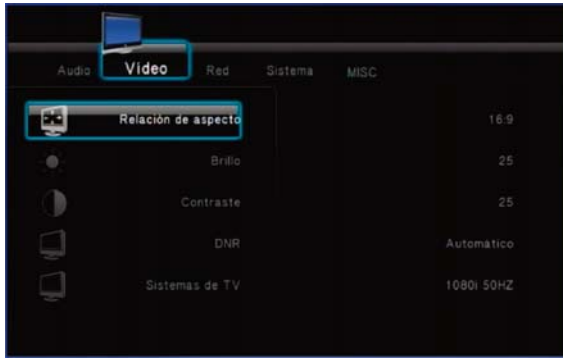 Audio Vídeo Red Sistema MISC
Relación de aspecto 16:9
Brillo 25
Contraste 25
DNR Automatico
Sistemas de TV 1080i 50HZ